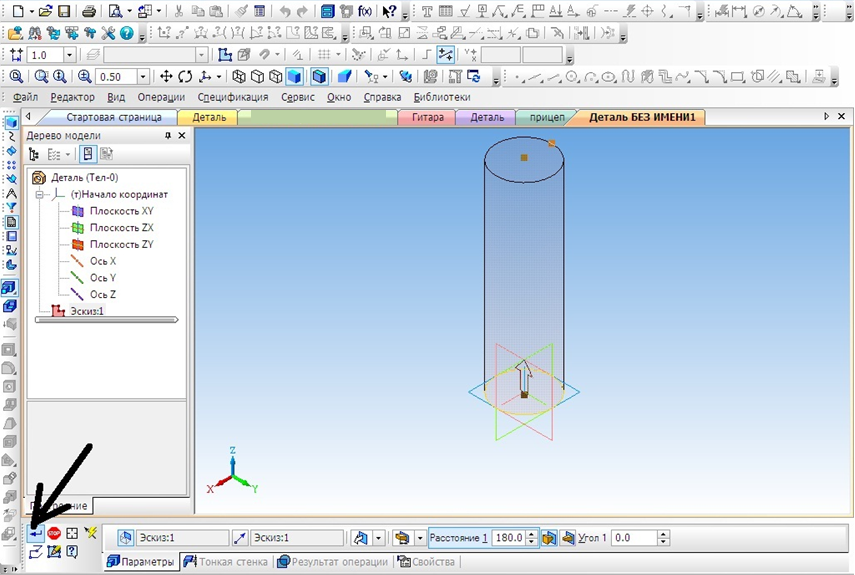 f(x)
1.0
0.50
Файл Редактор Вид Операции Спецификация Сервис Окно Справка Библиотеки
Стартовая страница Деталь Гитара Деталь прицеп Деталь БЕЗ ИМЕНИ1
Дерево модели
Деталь (Тел-0)
(т)Начало координат
Плоскость XY
Плоскость ZX
Плоскость ZY
Ось X
Ось Y
Ось Z
Эскиз:1
Z
X
Y
STOP Эскиз:1 Эскиз:1 Расстояние 1 180.0 Угол 1 0.0
Параметры Тонкая стенка Результат операции Свойства